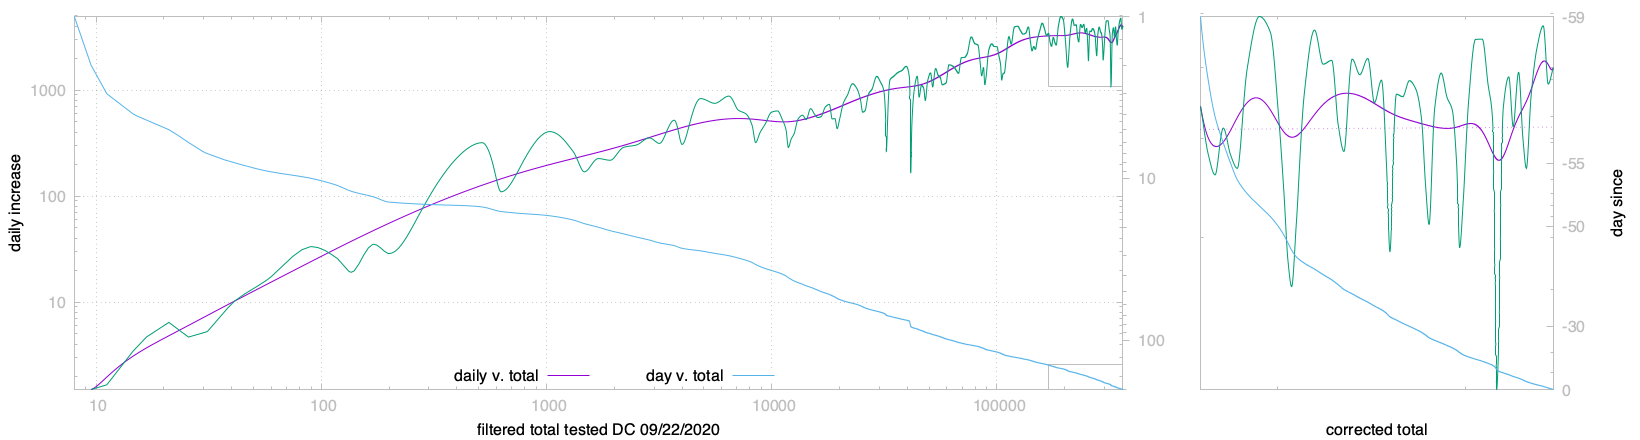 1000
100
10
daily increase
10
100
1000
10000
100000
filtered total tested DC 09/22/2020
daily v. total
day v. total
1
10
100
-59
-55
-50
-30
0
day since
corrected total